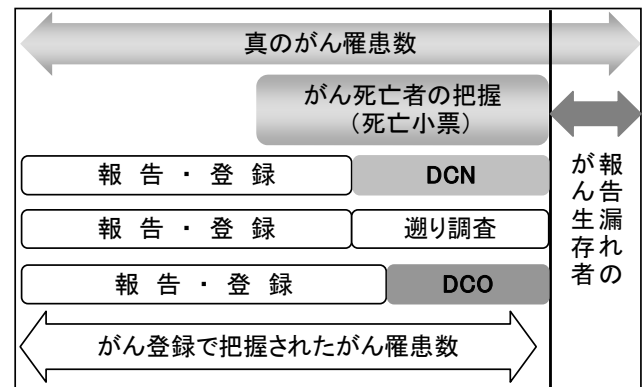 真のがん罹患数
がん死亡者の把握
（死亡小票）
報告・登録
DCN
報告・登録
遡り調査
報告・登録
DCO
がん登録で把握されたがん罹患数
報告漏れの
がん生存者